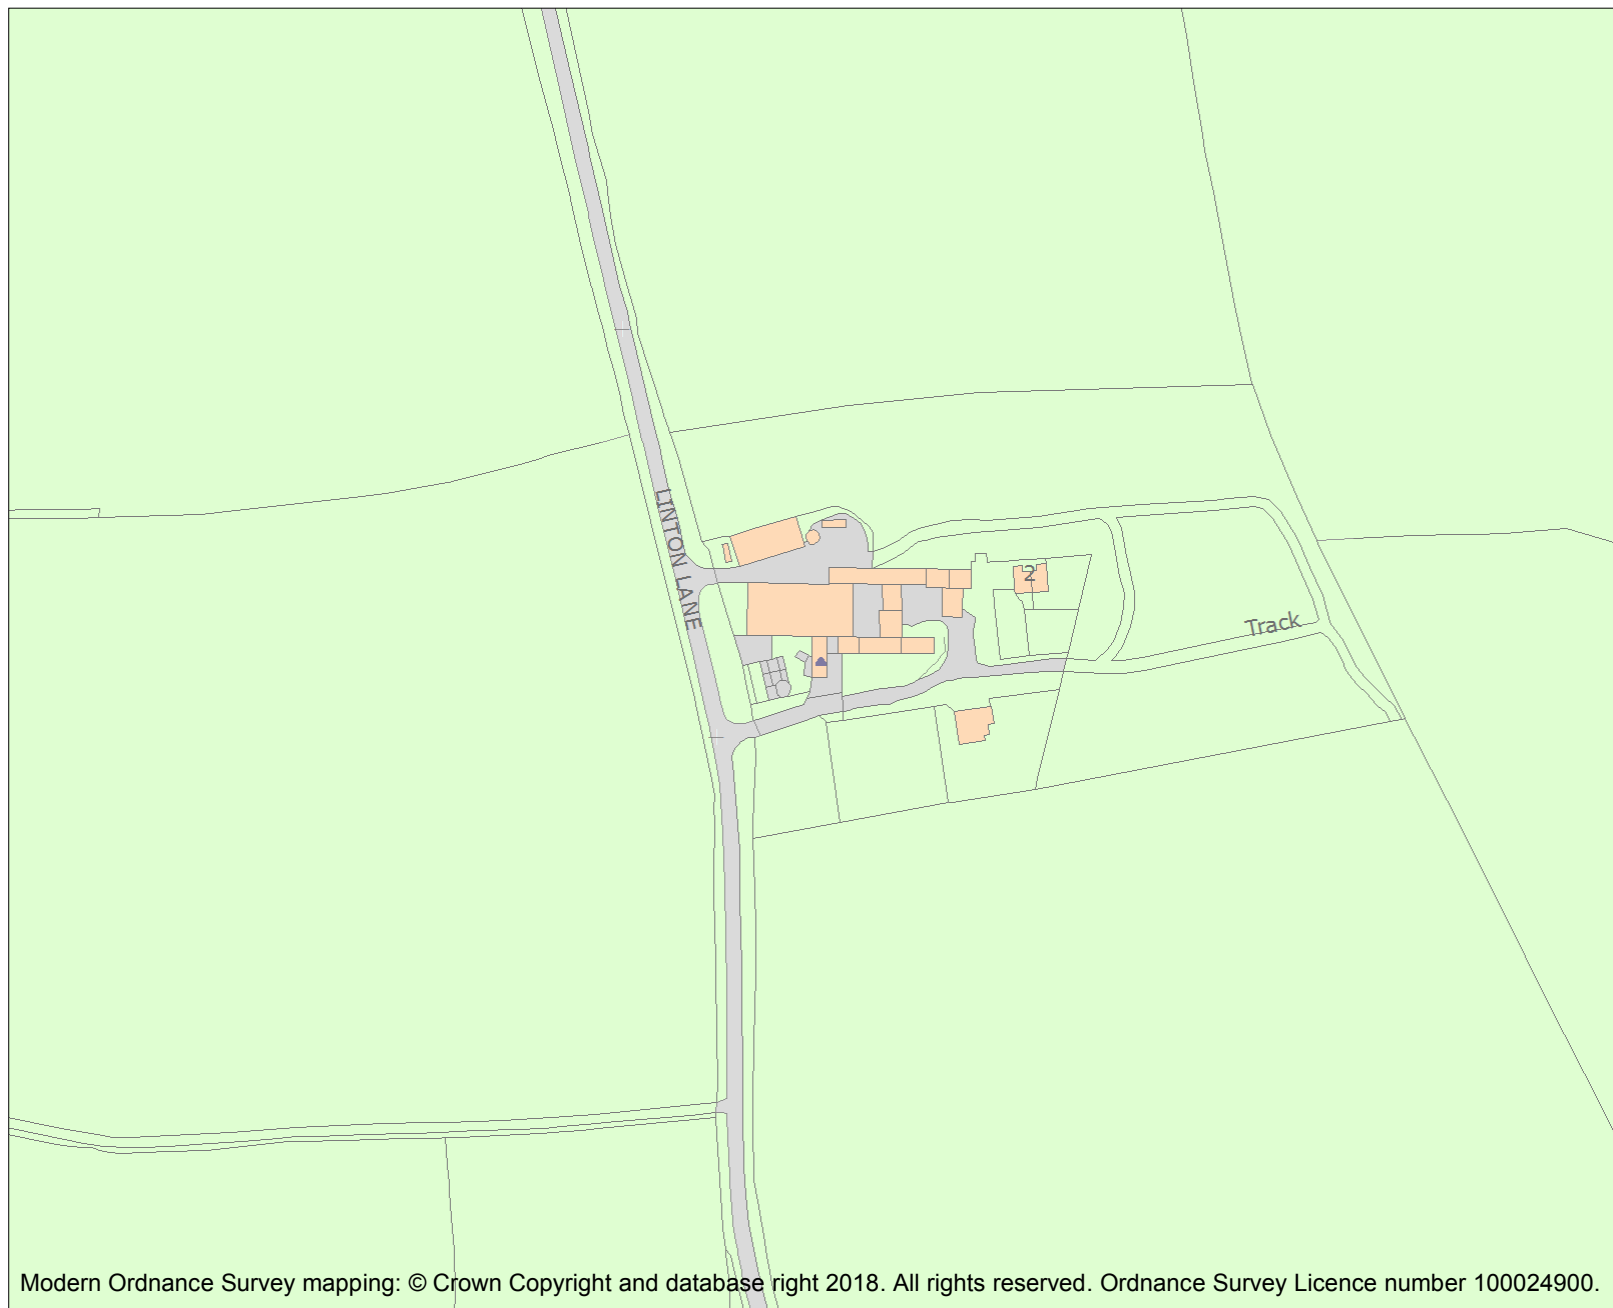 LINTON LANE
2
Track
Modern Ordnance Survey mapping: © Crown Copyright and database right 2018. All rights reserved. Ordnance Survey Licence number 100024900.